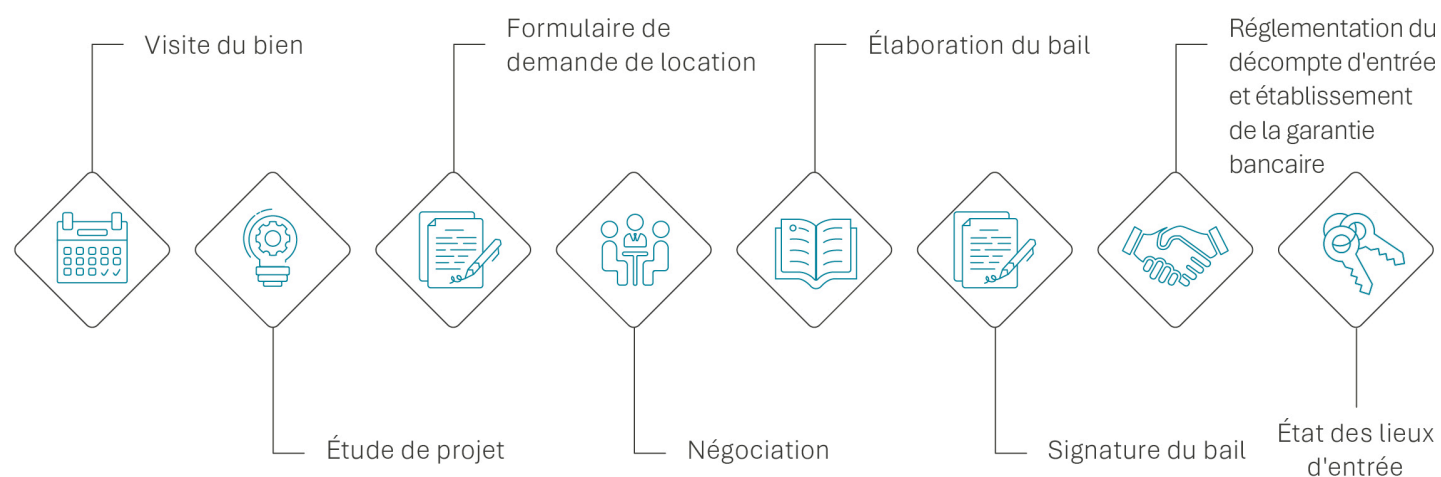 Visite du bien
Étude de projet
Formulaire de
demande de location
Négociation
Élaboration du bail
Signature du bail
Réglementation du
décompte d'entrée
et établissement
de la garantie
bancaire
État des lieux
d'entrée